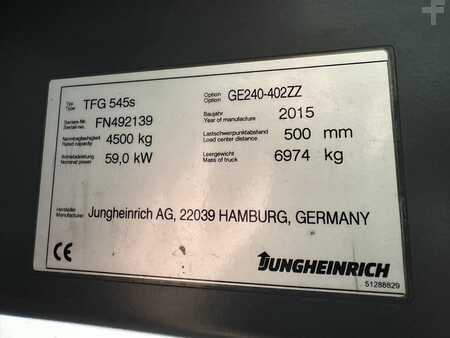 Typ
Type TFG 545s Option
Option GE240-402ZZ
Serien-Nr.
Serial-No. FN492139 Baujahr
Year of manufacture 2015
Nenntragfähigkeit
Rated capacity 4500 kg Lastschwerpunktabstand
Load center distance 500 mm
Antriebsleistung
Nominal power 59,0 kW Leergewicht
Mass of truck 6974 kg
Hersteller
Manufacturer Jungheinrich AG, 22039 HAMBURG, GERMANY
CE JUNGHEINRICH
51288829